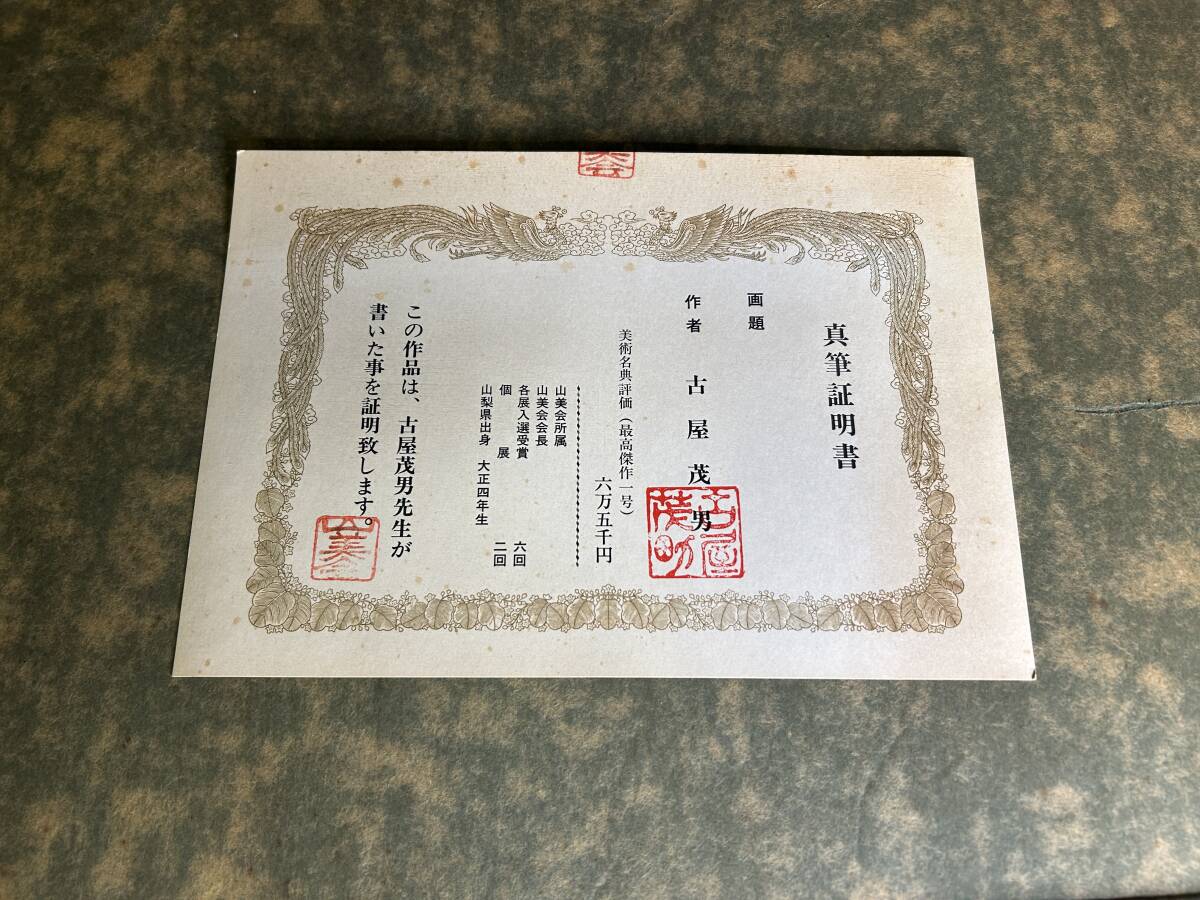 真筆証明書
画題
作者 古屋茂男
美術名典評価（最高傑作一号）
六万五千円
山美会所属
山美会会長
各展入選受賞 六回
個展 二回
山梨県出身 大正四年生
この作品は、古屋茂男先生が
書いた事を証明致します。